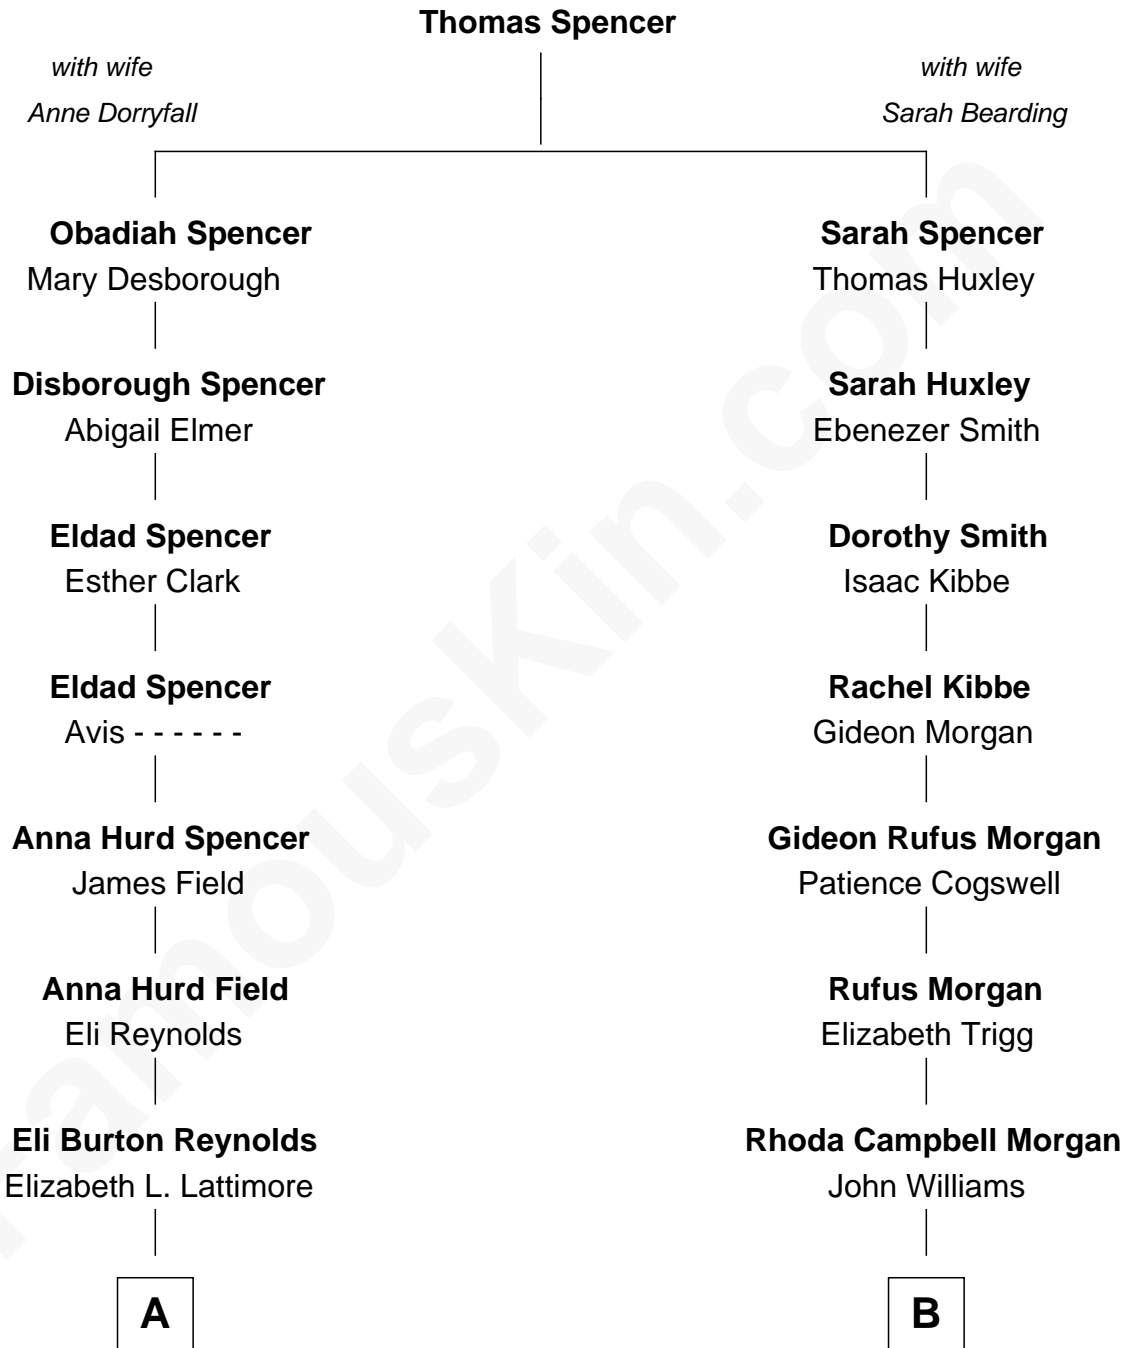 Thomas Spencer
with wife
Anne Dorryfall
with wife
Sarah Bearding
Obadiah Spencer
Mary Desborough
Sarah Spencer
Thomas Huxley
Disborough Spencer
Abigail Elmer
Sarah Huxley
Ebenezer Smith
Eldad Spencer
Esther Clark
Dorothy Smith
Isaac Kibbe
Eldad Spencer
Avis - - - - - -
Rachel Kibbe
Gideon Morgan
Anna Hurd Spencer
James Field
Gideon Rufus Morgan
Patience Cogswell
Anna Hurd Field
Eli Reynolds
Rufus Morgan
Elizabeth Trigg
Eli Burton Reynolds
Elizabeth L. Lattimore
Rhoda Campbell Morgan
John Williams
A
B
famouskin.com